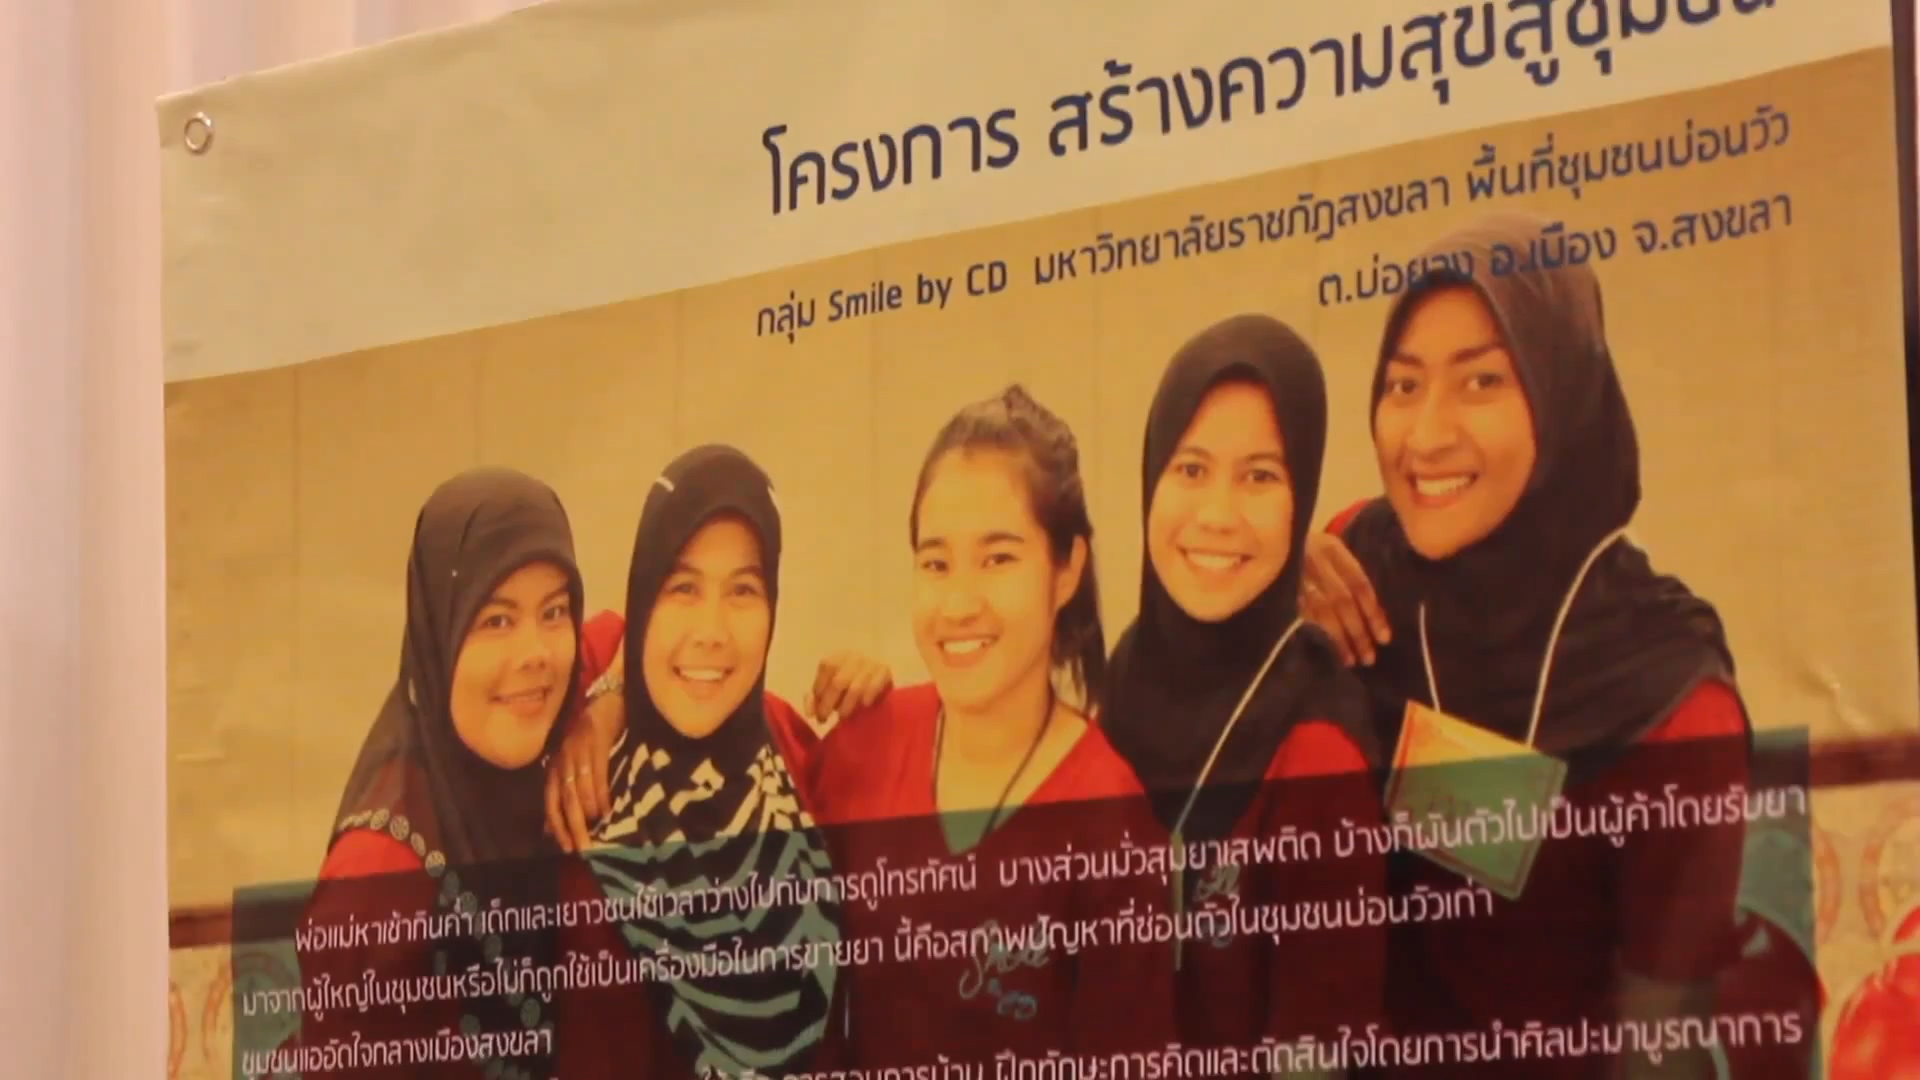 โครงการ สร้างความสุขสู่ชุมชน
กลุ่ม Smile by CD มหาวิทยาลัยราชภัฏสงขลา พื้นที่ชุมชนบ่อนวัว
ต.บ่อยาง อ.เมือง จ.สงขลา
พ่อแม่หาเช้ากินค่ำ เด็กและเยาวชนใช้เวลาว่างไปกับการดูโทรทัศน์ บางส่วนมั่วสุมยาเสพติด บ้างก็ผันตัวไปเป็นผู้ค้าโดยรับยา
มาจากผู้ใหญ่ในชุมชนหรือไม่ก็ถูกใช้เป็นเครื่องมือในการขายยา นี้คือสภาพปัญหาที่ซ่อนตัวในชุมชนบ่อนวัวเก่า
ชุมชนแออัดใจกลางเมืองสงขลา
การสอนการบ้าน ฝึกทักษะการคิดและตัดสินใจโดยการนำศิลปะมาบูรณาการ